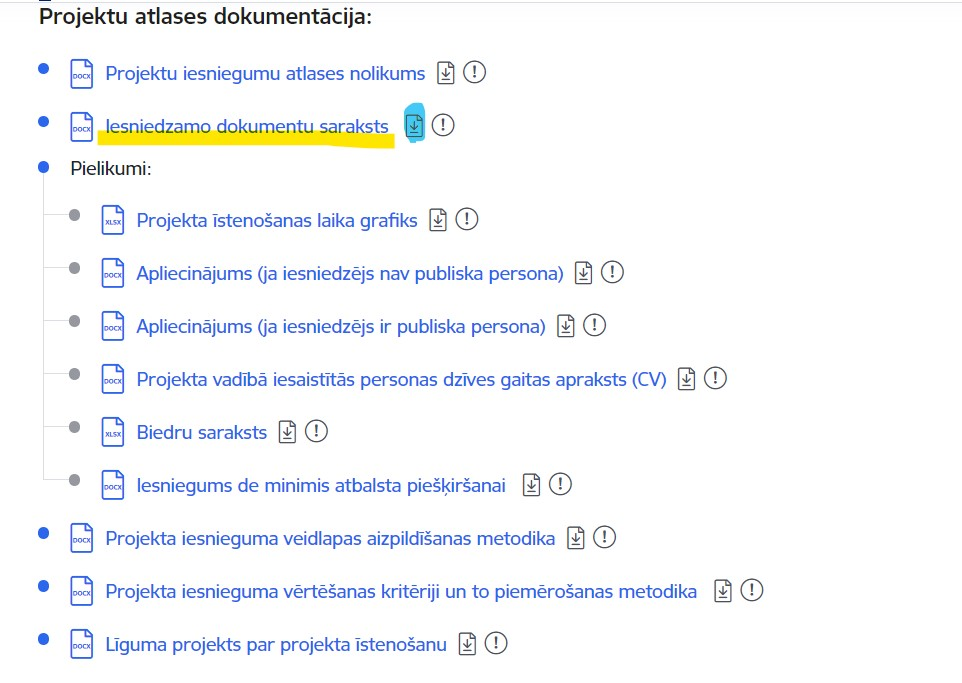 Projektu atlases dokumentācija:
DOCX Projektu iesniegumu atlases nolikums
DOCX Iesniedzamo dokumentu saraksts
Pielikumi:
XLSX Projekta īstenošanas laika grafiks
DOCX Apliecinājums (ja iesniedzējs nav publiska persona)
DOCX Apliecinājums (ja iesniedzējs ir publiska persona)
DOCX Projekta vadībā iesaistītās personas dzīves gaitas apraksts (CV)
XLSX Biedru saraksts
DOCX Iesniegums de minimis atbalsta piešķiršanai
DOCX Projekta iesnieguma veidlapas aizpildīšanas metodika
DOCX Projekta iesnieguma vērtēšanas kritēriji un to piemērošanas metodika
DOCX Līguma projekts par projekta īstenošanu